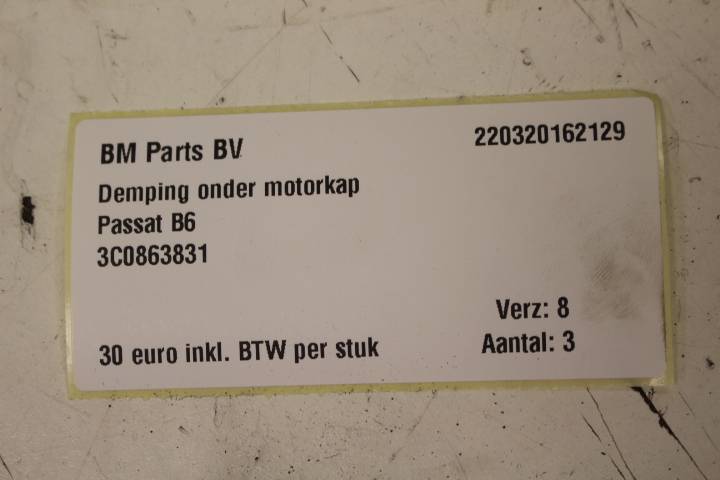 BM Parts BV
220320162129
Demping onder motorkap
Passat B6
3C0863831
Verz: 8
30 euro inkl. BTW per stuk
Aantal: 3